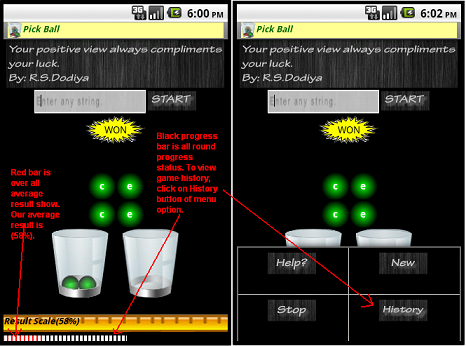 3G
6:00 PM
Pick Ball
Your positive view always compliments
your luck.
By: R.S.Dodiya
Enter any string.
START
WON
Red bar is
over all
average
result show.
Our average
result is
(59%).
Black progress
bar is all round
progress
status. To view
game history,
click on History
button of menu
option.
c e
c e
Result Scale(58%)
3G
6:02 PM
Pick Ball
Your positive view always compliments
your luck.
By: R.S.Dodiya
Enter any string.
START
WON
c e
c e
Help?
New
Stop
History